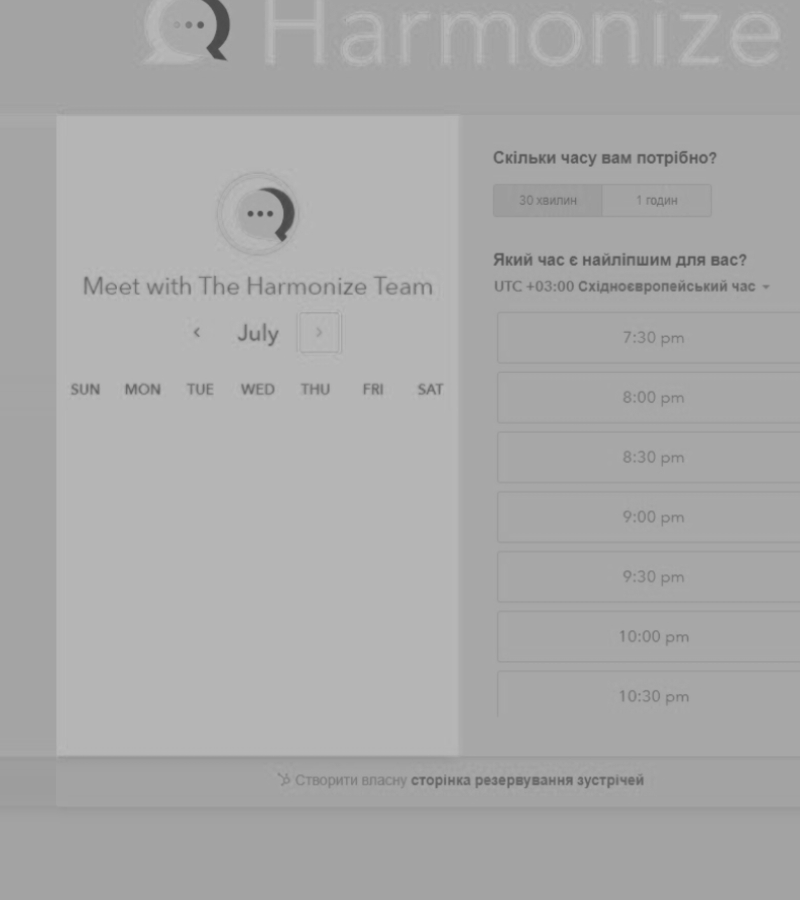 Harmonize
Meet with The Harmonize Team
July
SUN MON TUE WED THU FRI SAT
Скільки часу вам потрібно?
30 хвилин 1 годин
Який час є найліпшим для вас?
UTC +03:00 Східноєвропейський час
7:30 pm
8:00 pm
8:30 pm
9:00 pm
9:30 pm
10:00 pm
10:30 pm
Створити власну сторінка резервування зустрічей